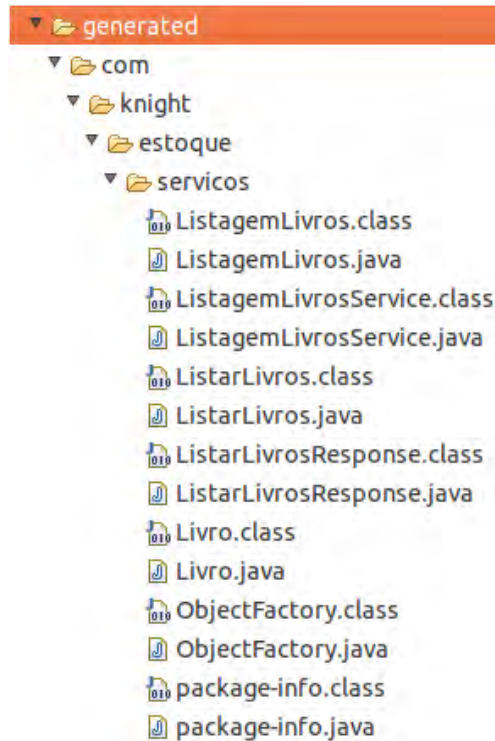 generated
com
knight
estoque
servicos
ListagemLivros.class
ListagemLivros.java
ListagemLivrosService.class
ListagemLivrosService.java
ListarLivros.class
ListarLivros.java
ListarLivrosResponse.class
ListarLivrosResponse.java
Livro.class
Livro.java
ObjectFactory.class
ObjectFactory.java
package-info.class
package-info.java